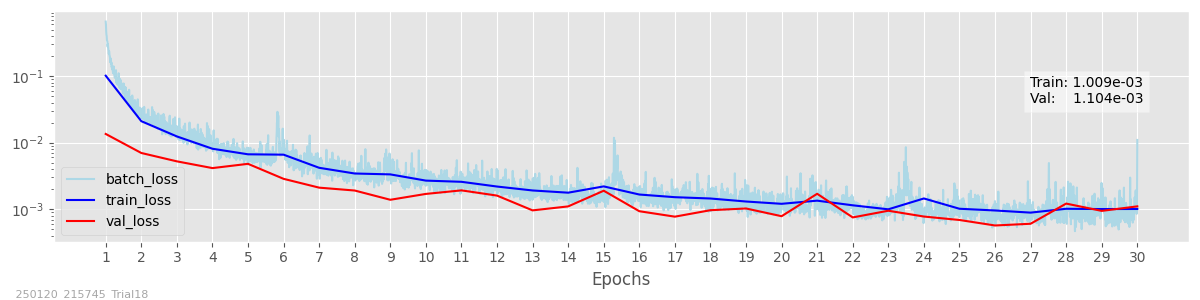 10⁻¹
10⁻²
10⁻³
Train: 1.009e-03
Val: 1.104e-03
batch_loss
train_loss
val_loss
1 2 3 4 5 6 7 8 9 10 11 12 13 14 15 16 17 18 19 20 21 22 23 24 25 26 27 28 29 30
Epochs
250120_215745_Trial18